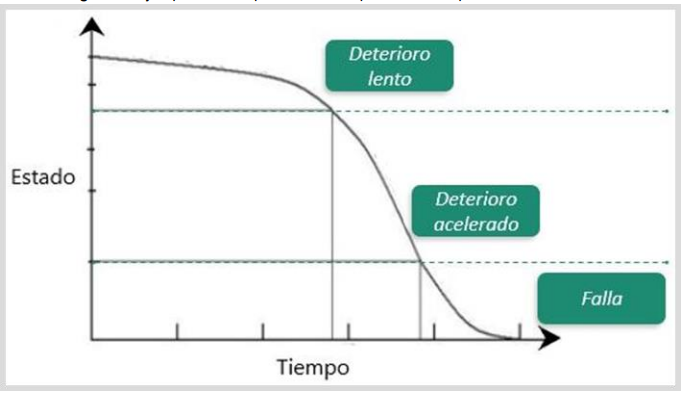 Deterioro
lento
Estado
Deterioro
acelerado
Falla
Tiempo